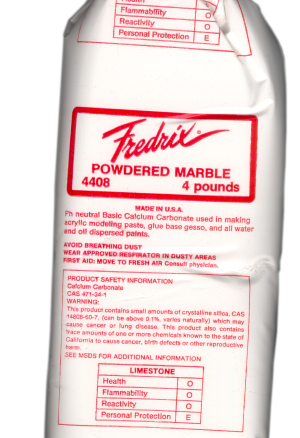 Health
Flammability O
Reactivity O
Personal Protection E
Fredrix
POWDERED MARBLE
4408 4 pounds
MADE IN U.S.A.
Ph neutral Basic Calcium Carbonate used in making
acrylic modeling paste, glue base gesso, and all water
and oil dispersed paints.
AVOID BREATHING DUST
WEAR APPROVED RESPIRATOR IN DUSTY AREAS
FIRST AID: MOVE TO FRESH AIR Consult physician.
PRODUCT SAFETY INFORMATION
Calcium Carbonate
CAS 471-34-1
WARNING:
This product contains small amounts of crystalline silica, CAS
14808-60-7, (can be above 0.1%, varies naturally) which may
cause cancer or lung disease. This product also contains
trace amounts of one or more chemicals known to the state of
California to cause cancer, birth defects or other reproductive
harm.
SEE MSDS FOR ADDITIONAL INFORMATION
LIMESTONE
Health O
Flammability O
Reactivity O
Personal Protection E